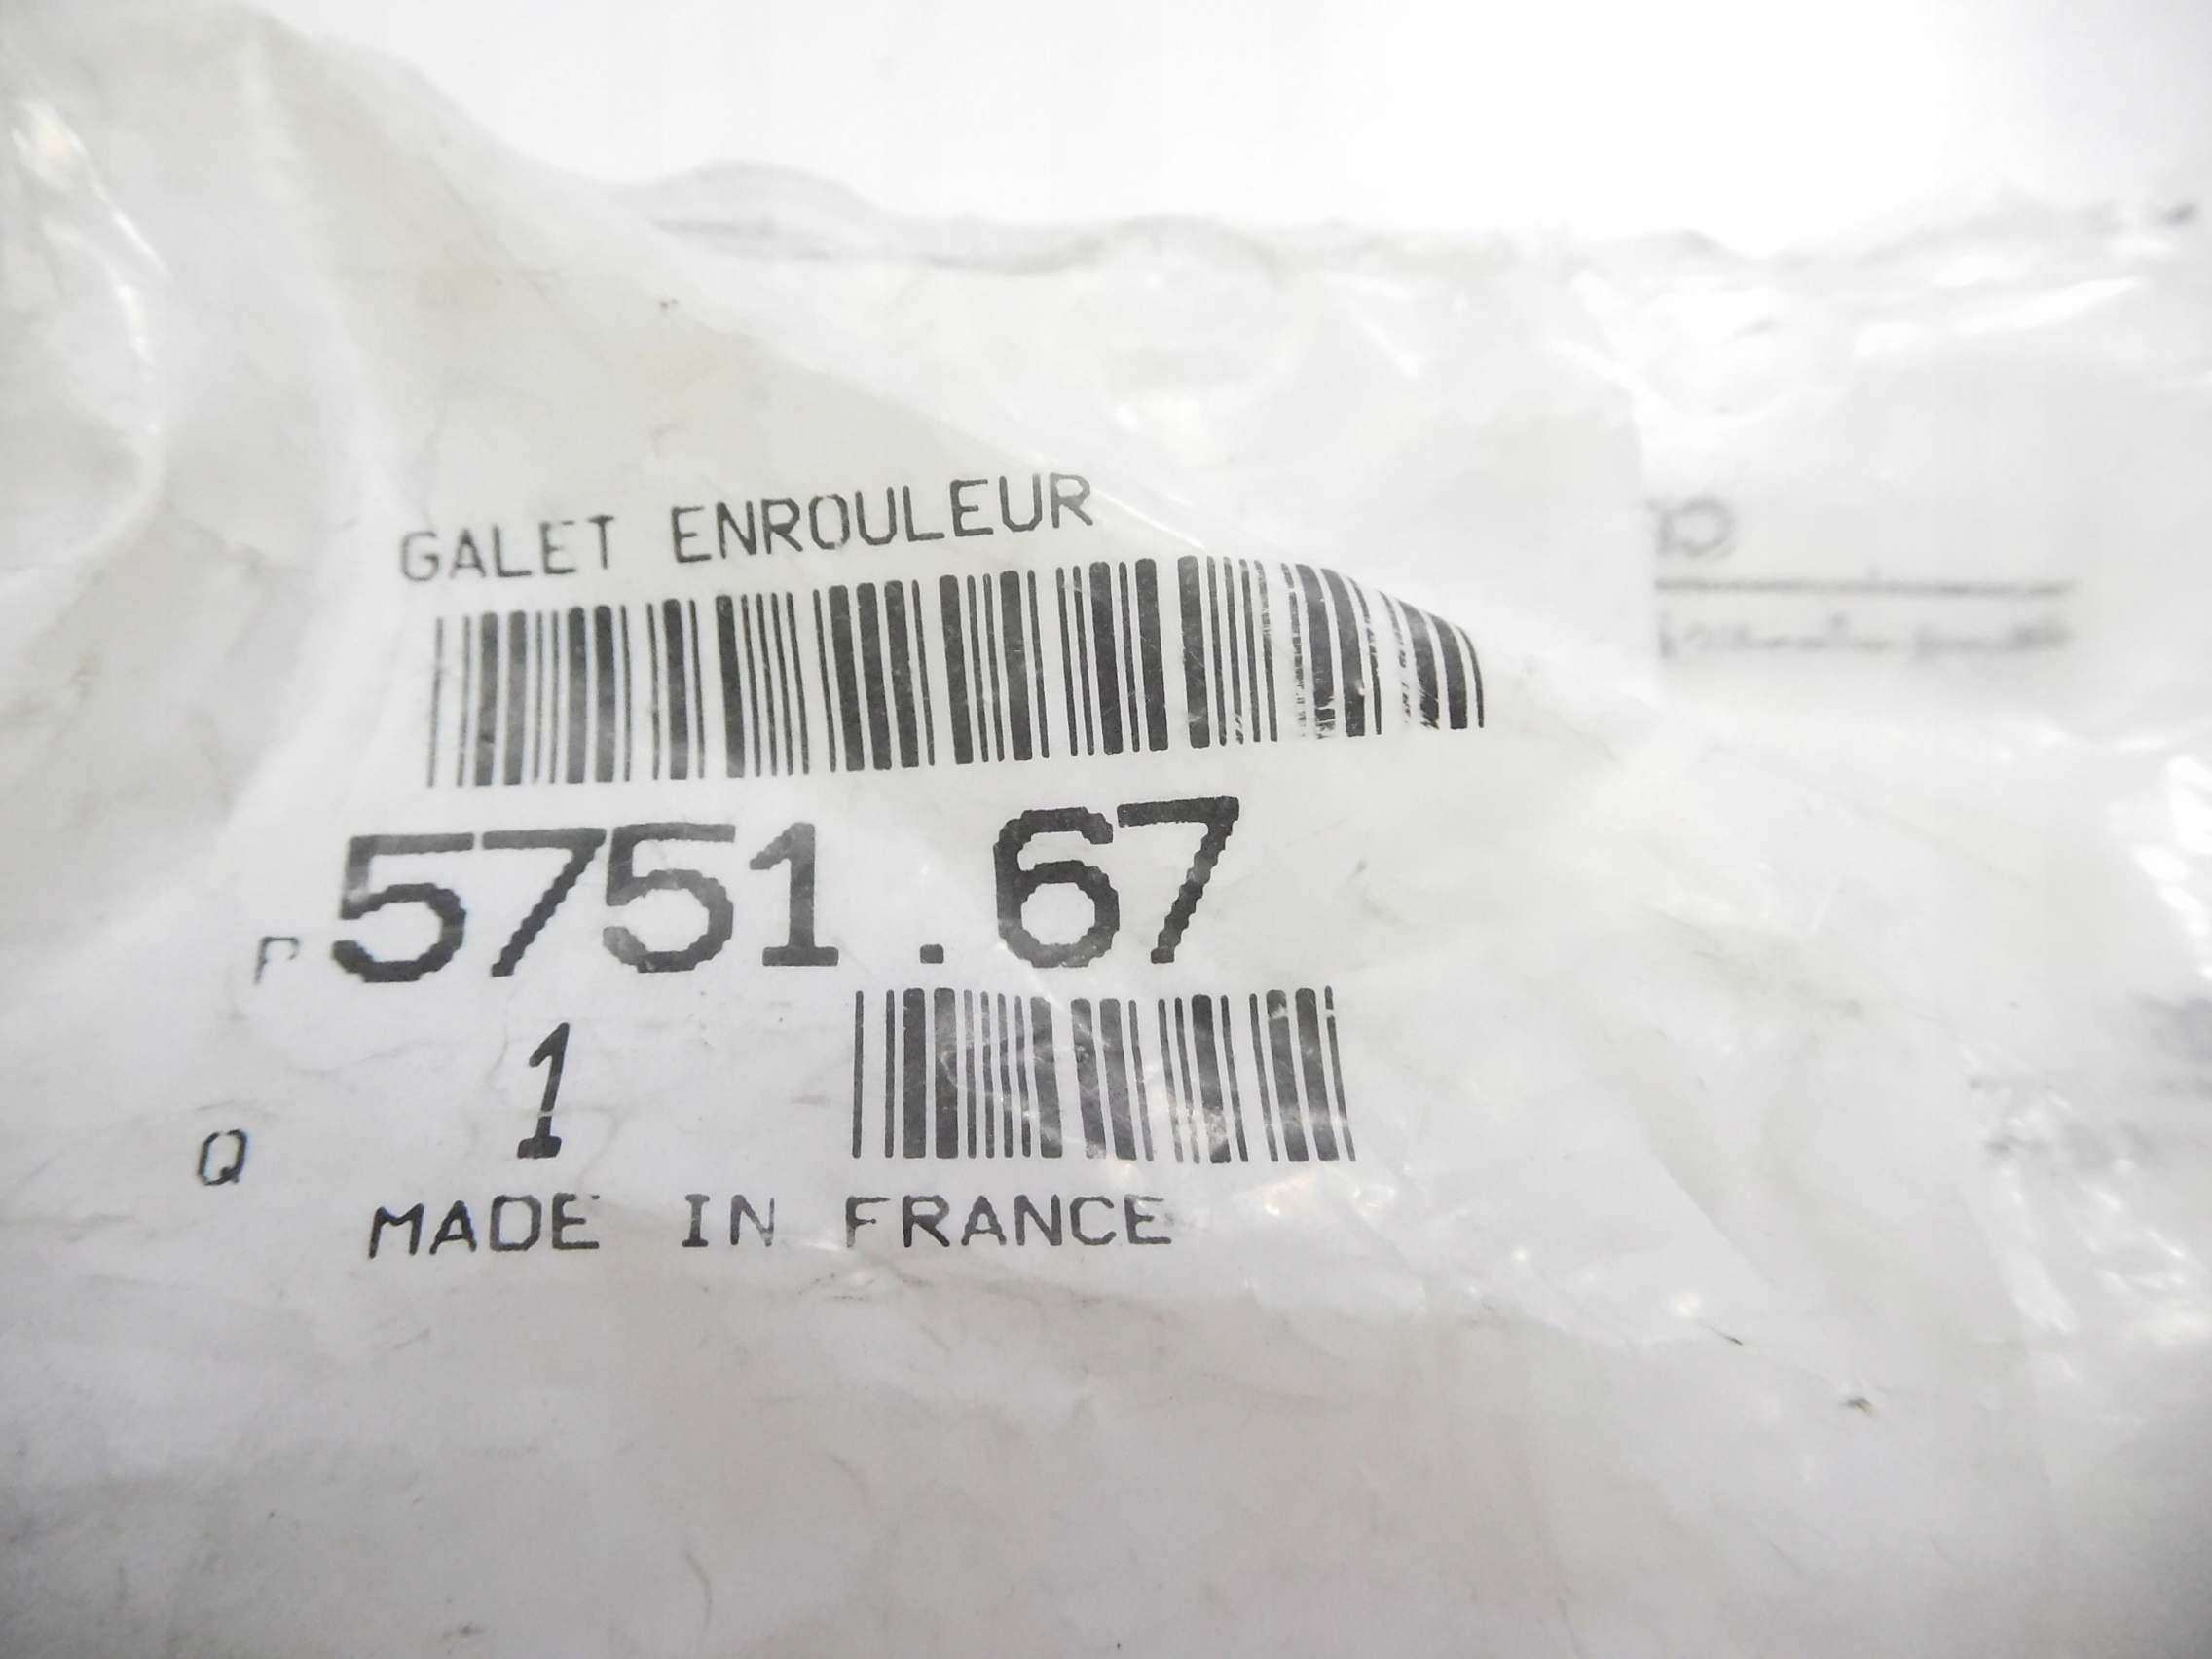 GALET ENROULEUR
P 5751.67
Q 1
MADE IN FRANCE